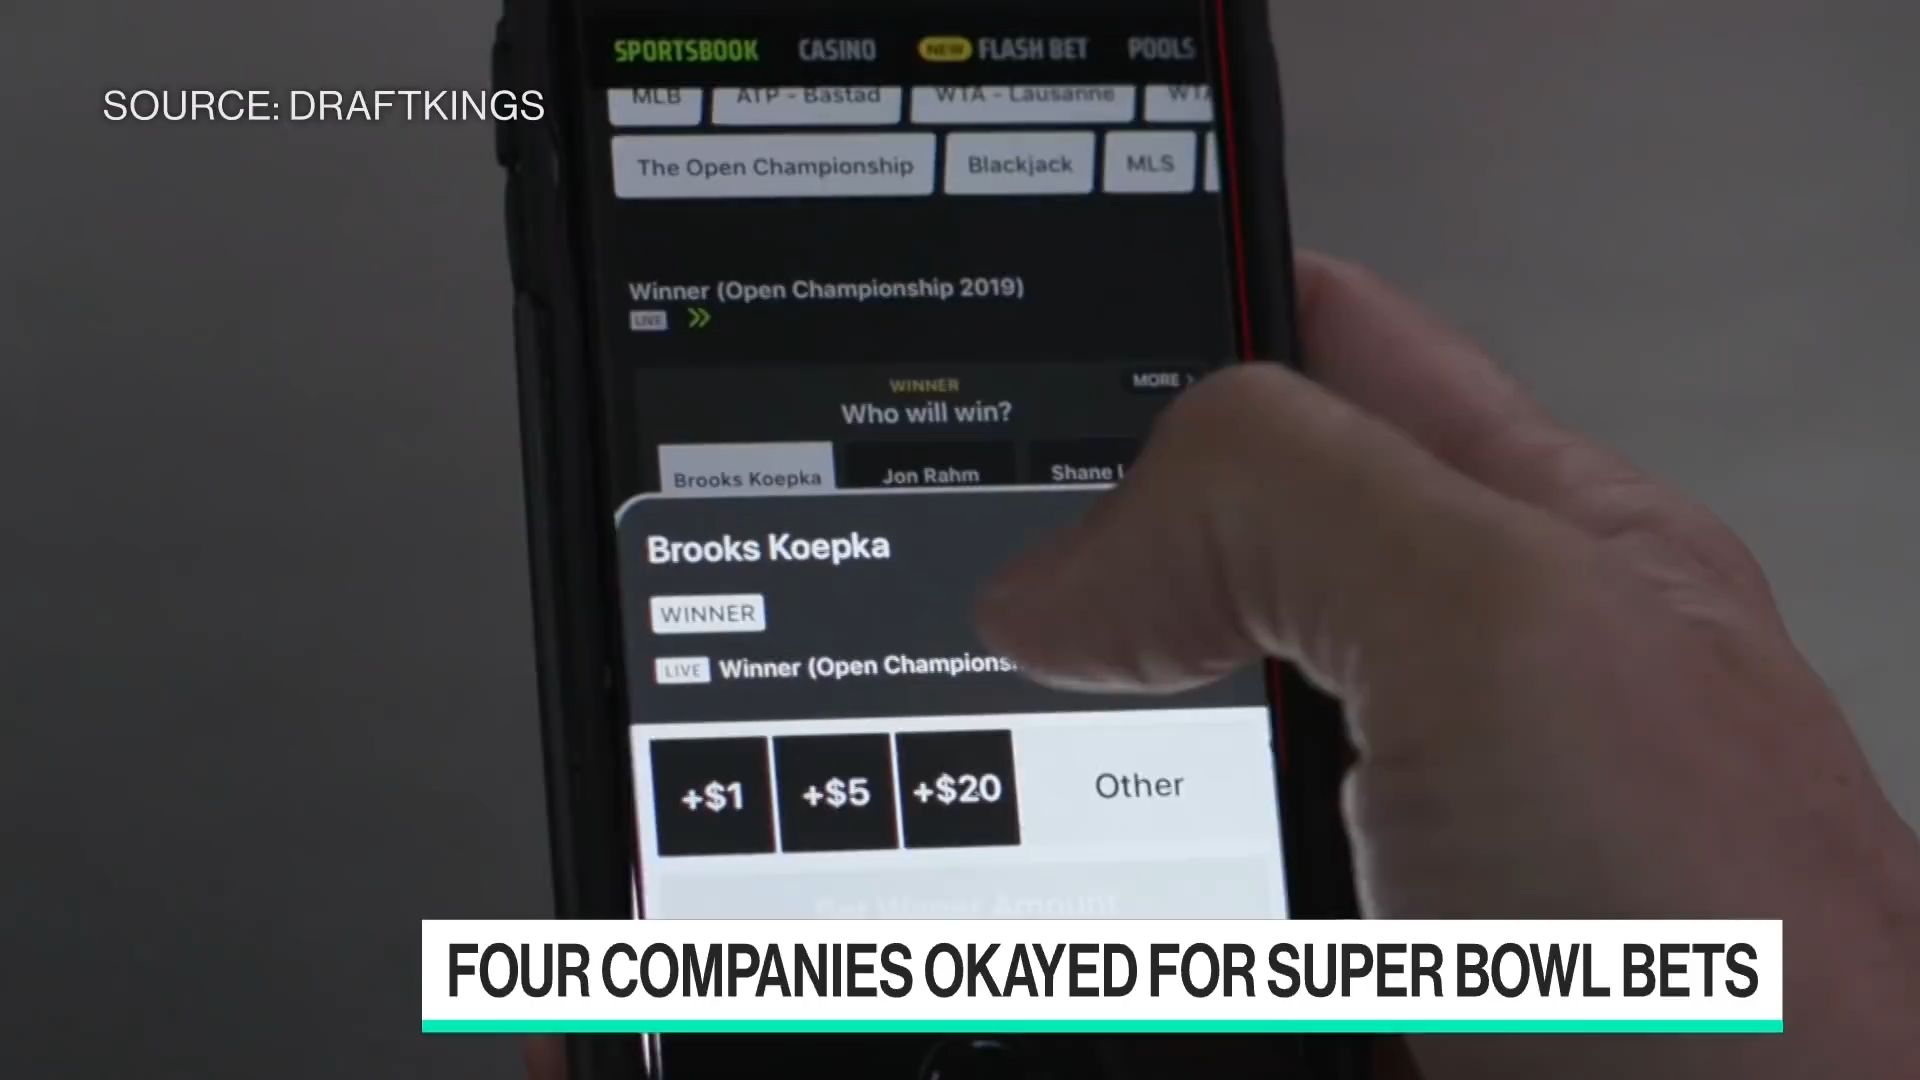 SPORTSBOOK CASINO NEW FLASH BET POOLS
SOURCE: DRAFTKINGS
MLB ATP - Bastad WTA - Lausanne WTA
The Open Championship Blackjack MLS
Winner (Open Championship 2019)
LIVE
WINNER MORE >
Who will win?
Brooks Koepka Jon Rahm Shane
Brooks Koepka
WINNER
LIVE Winner (Open Champions
+$1 +$5 +$20 Other
FOUR COMPANIES OKAYED FOR SUPER BOWL BETS